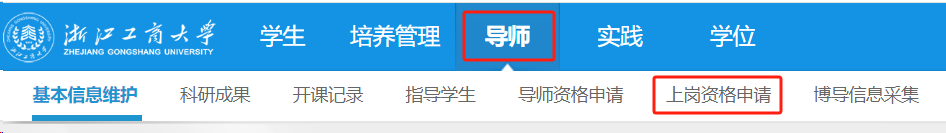 浙江工商大学
ZHEJIANG GONGSHANG UNIVERSITY
学生 培养管理 导师 实践 学位
基本信息维护 科研成果 开课记录 指导学生 导师资格申请 上岗资格申请 博导信息采集